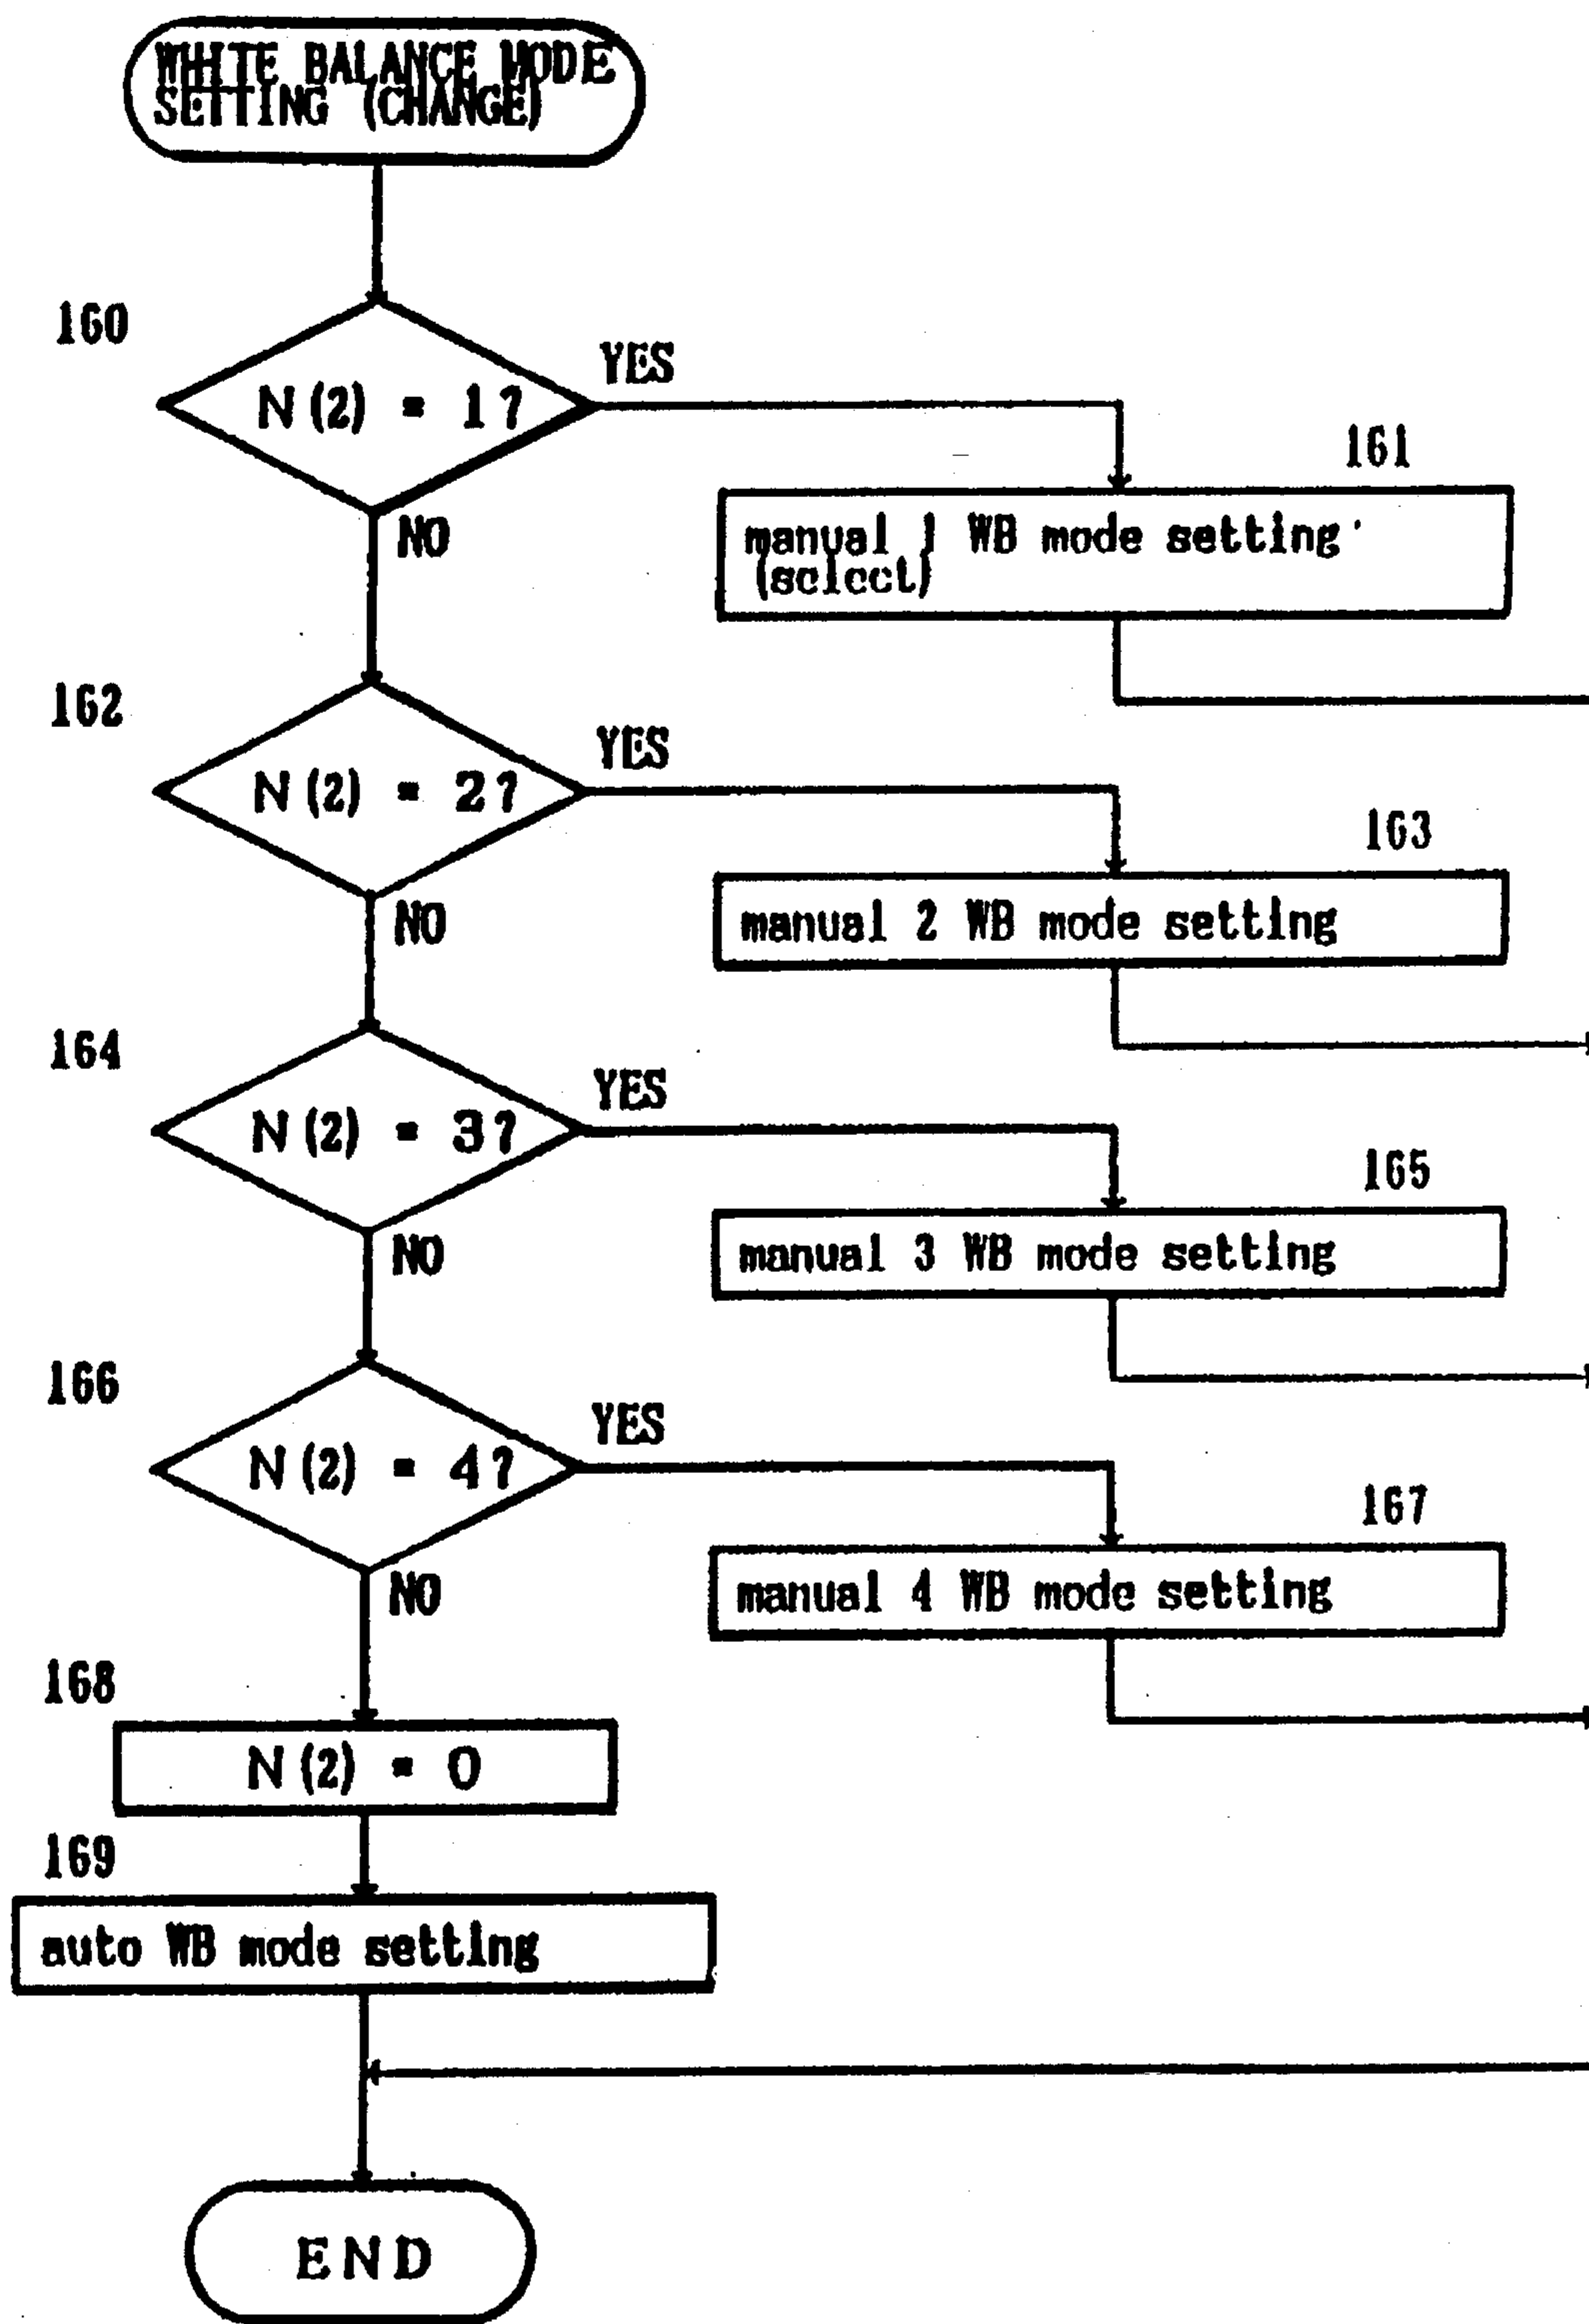 WHITE BALANCE MODE
SETTING (CHANGE)
160
N(2) = 1?
YES
NO
161
manual 1 WB mode setting
(select)
162
N(2) = 2?
YES
NO
163
manual 2 WB mode setting
164
N(2) = 3?
YES
NO
165
manual 3 WB mode setting
166
N(2) = 4?
YES
NO
167
manual 4 WB mode setting
168
N(2) = 0
169
auto WB mode setting
END